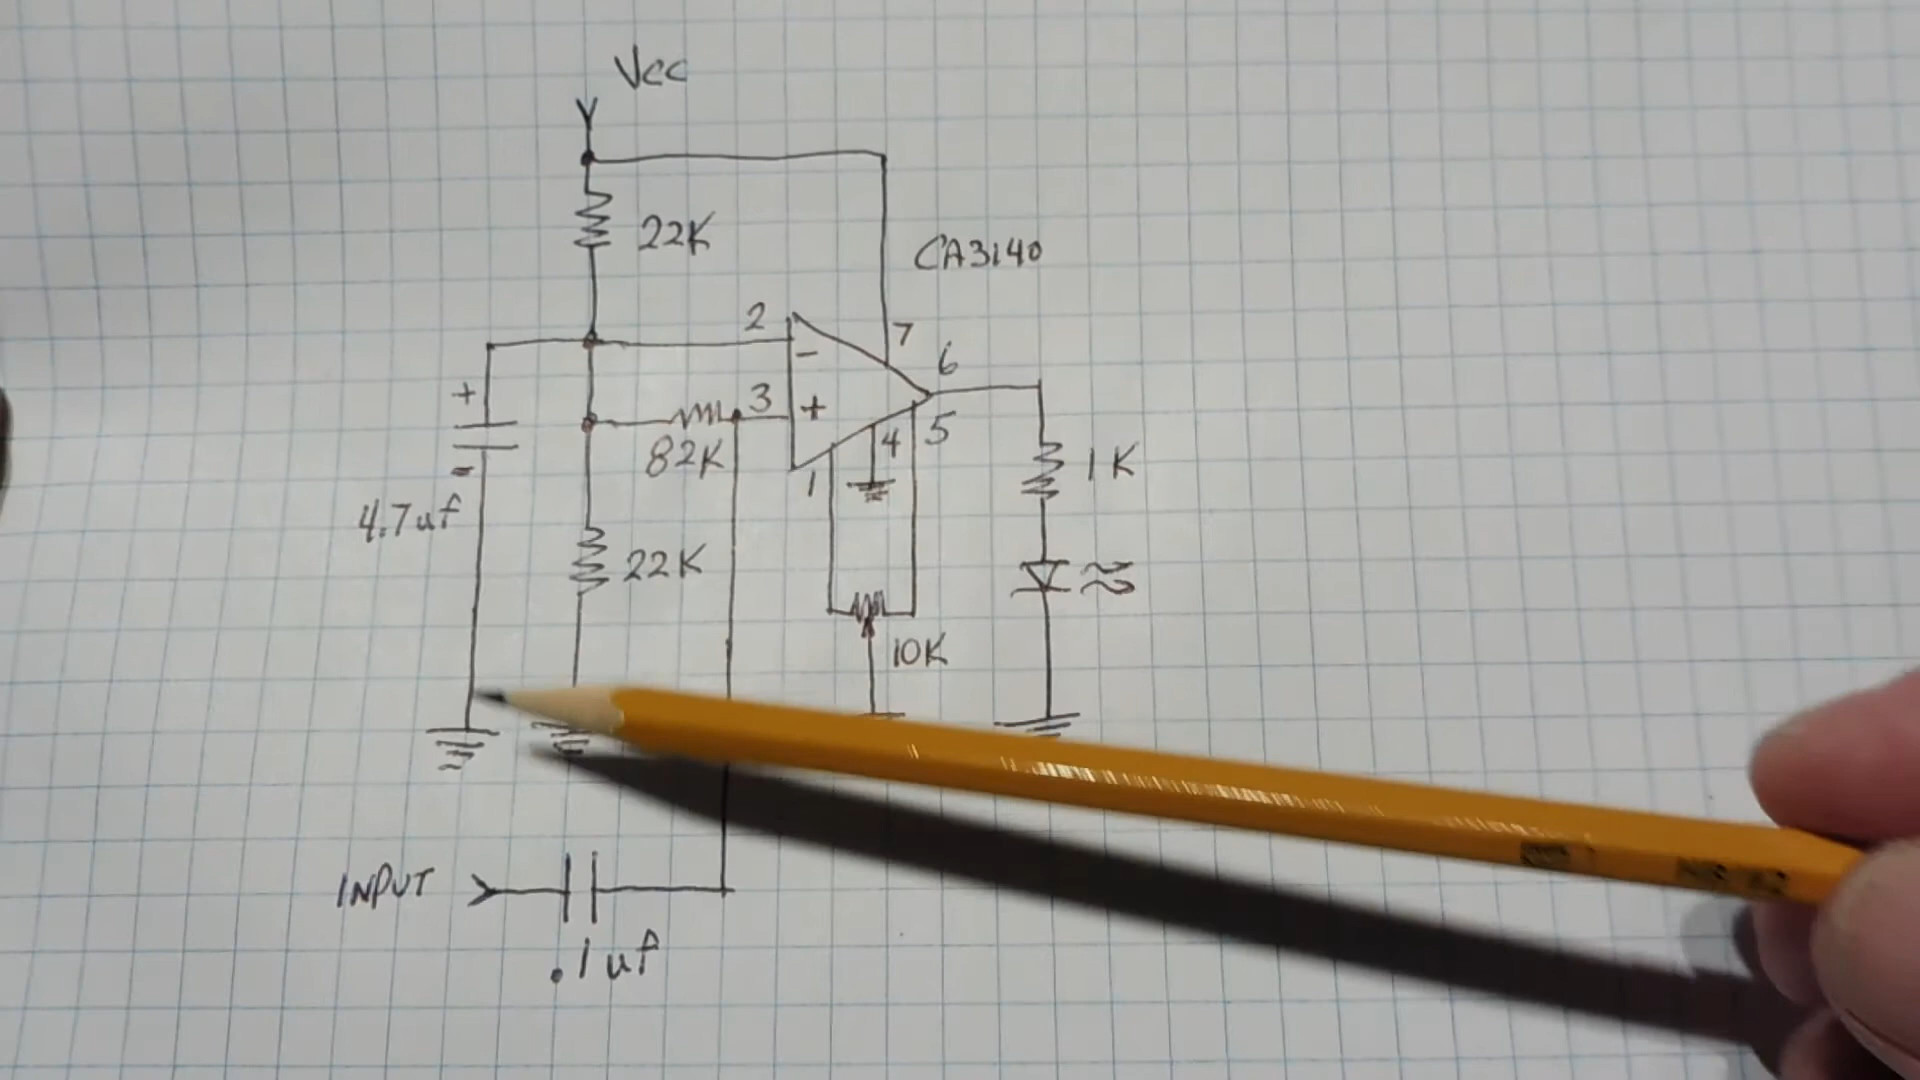 Vcc
22K
CA3140
2
7
6
-
+
3
+
5
4
82K
1K
-
1
4.7uf
22K
10K
INPUT
.1uf